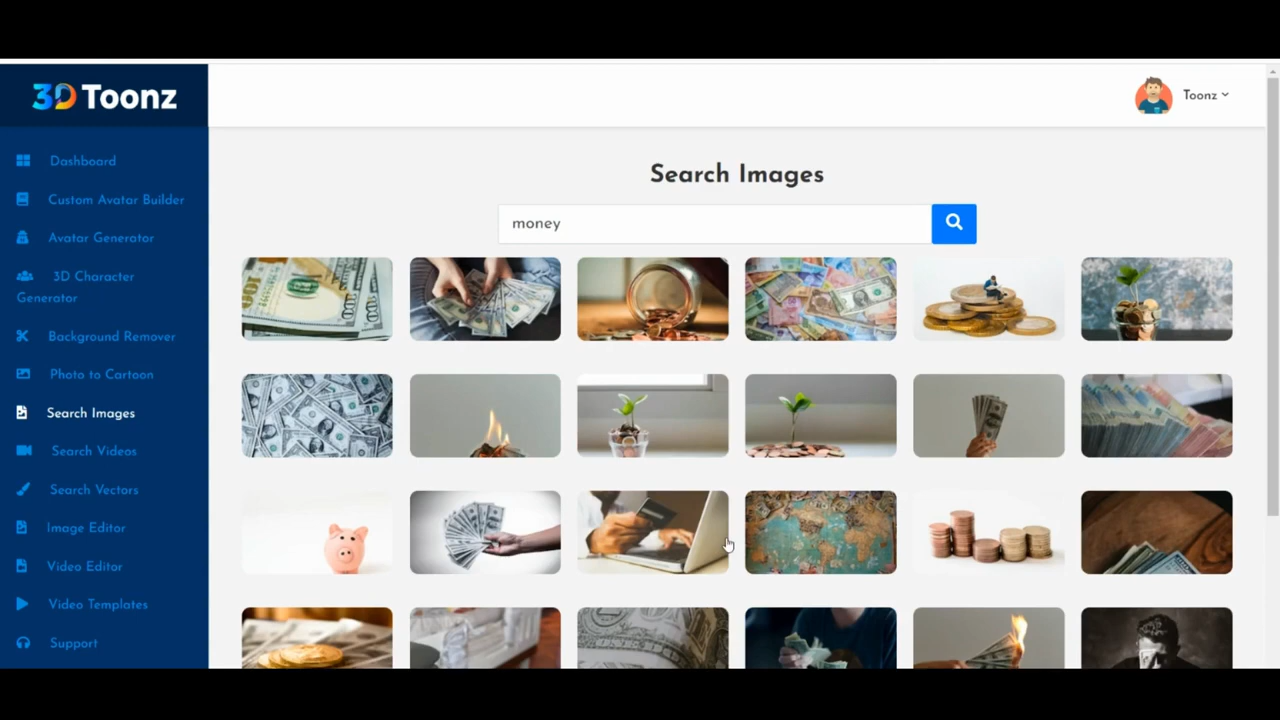 3D Toonz
Toonz
Dashboard
Custom Avatar Builder
Avatar Generator
3D Character
Generator
Background Remover
Photo to Cartoon
Search Images
Search Videos
Search Vectors
Image Editor
Video Editor
Video Templates
Support
Search Images
money